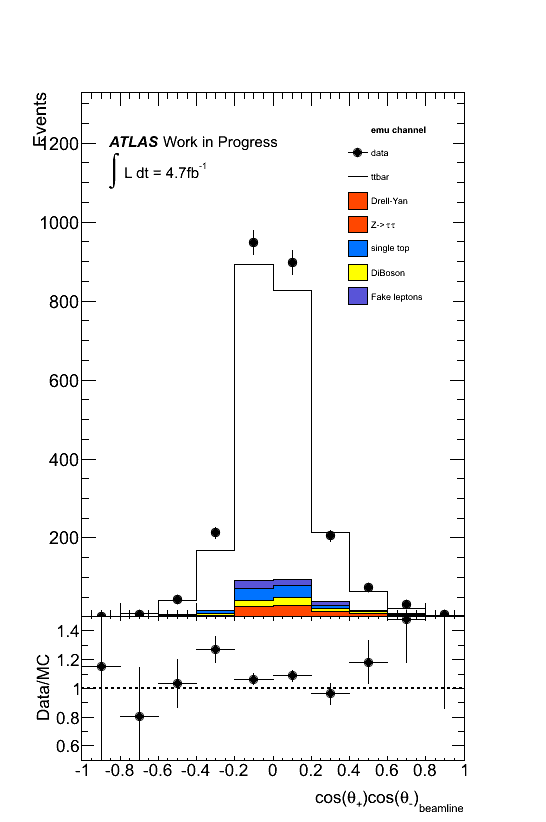 Events
1200
1000
800
600
400
200
ATLAS Work in Progress
∫ L dt = 4.7fb⁻¹
emu channel
data
ttbar
Drell-Yan
Z->ττ
single top
DiBoson
Fake leptons
Data/MC
1.4
1.2
1
0.8
0.6
-1 -0.8 -0.6 -0.4 -0.2 0 0.2 0.4 0.6 0.8 1
cos(θ₊)cos(θ₋)beamline